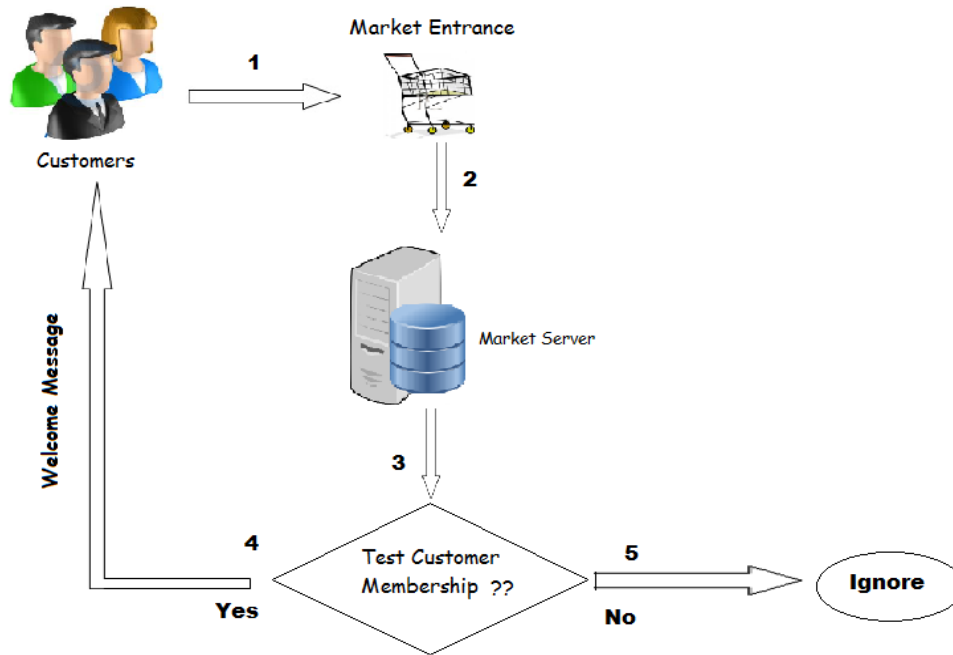 Market Entrance
1
Customers
2
Market Server
Welcome Message
3
4
Test Customer
Membership ??
5
Ignore
Yes
No